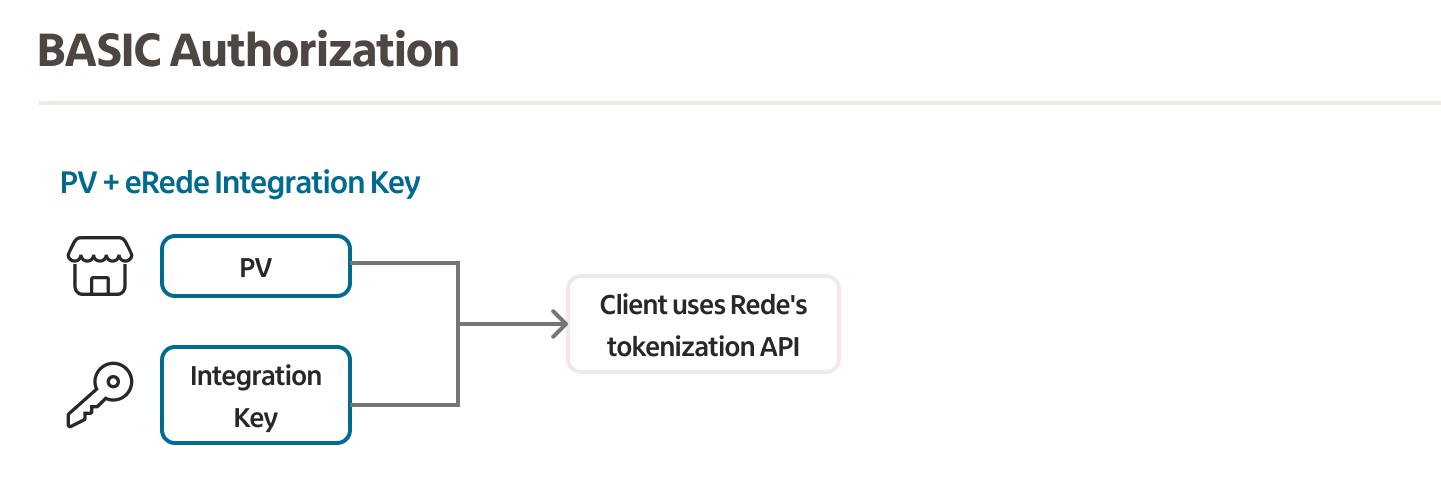 BASIC Authorization
PV + eRede Integration Key
PV
Integration
Key
Client uses Rede's
tokenization API